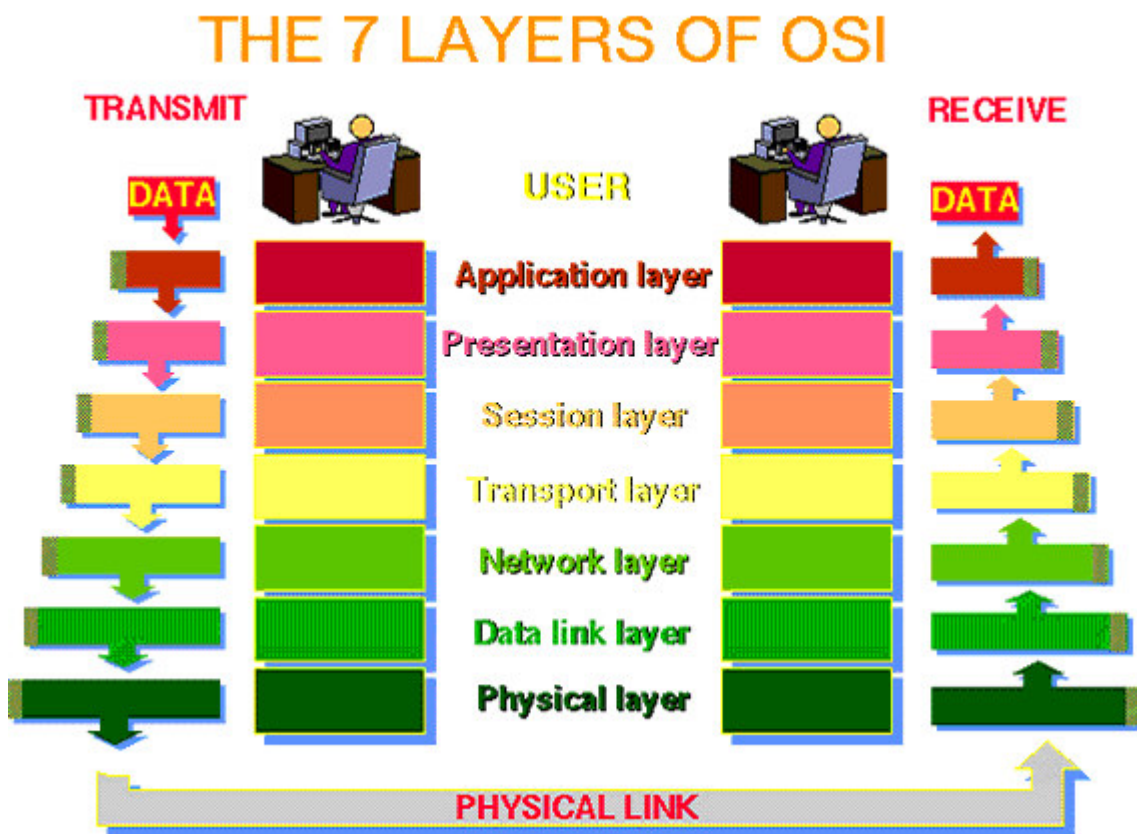 THE 7 LAYERS OF OSI
TRANSMIT
RECEIVE
DATA
USER
DATA
Application layer
Presentation layer
Session layer
Transport layer
Network layer
Data link layer
Physical layer
PHYSICAL LINK